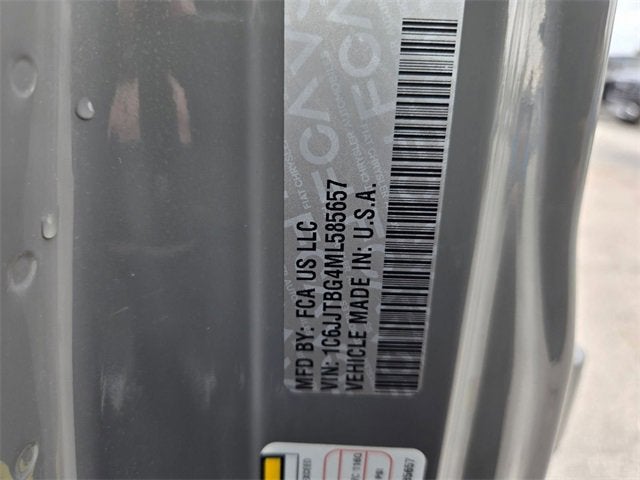 MFD BY: FCA US LLC
VIN: 1C6JJTBG4ML585657
VEHICLE MADE IN: U.S.A.